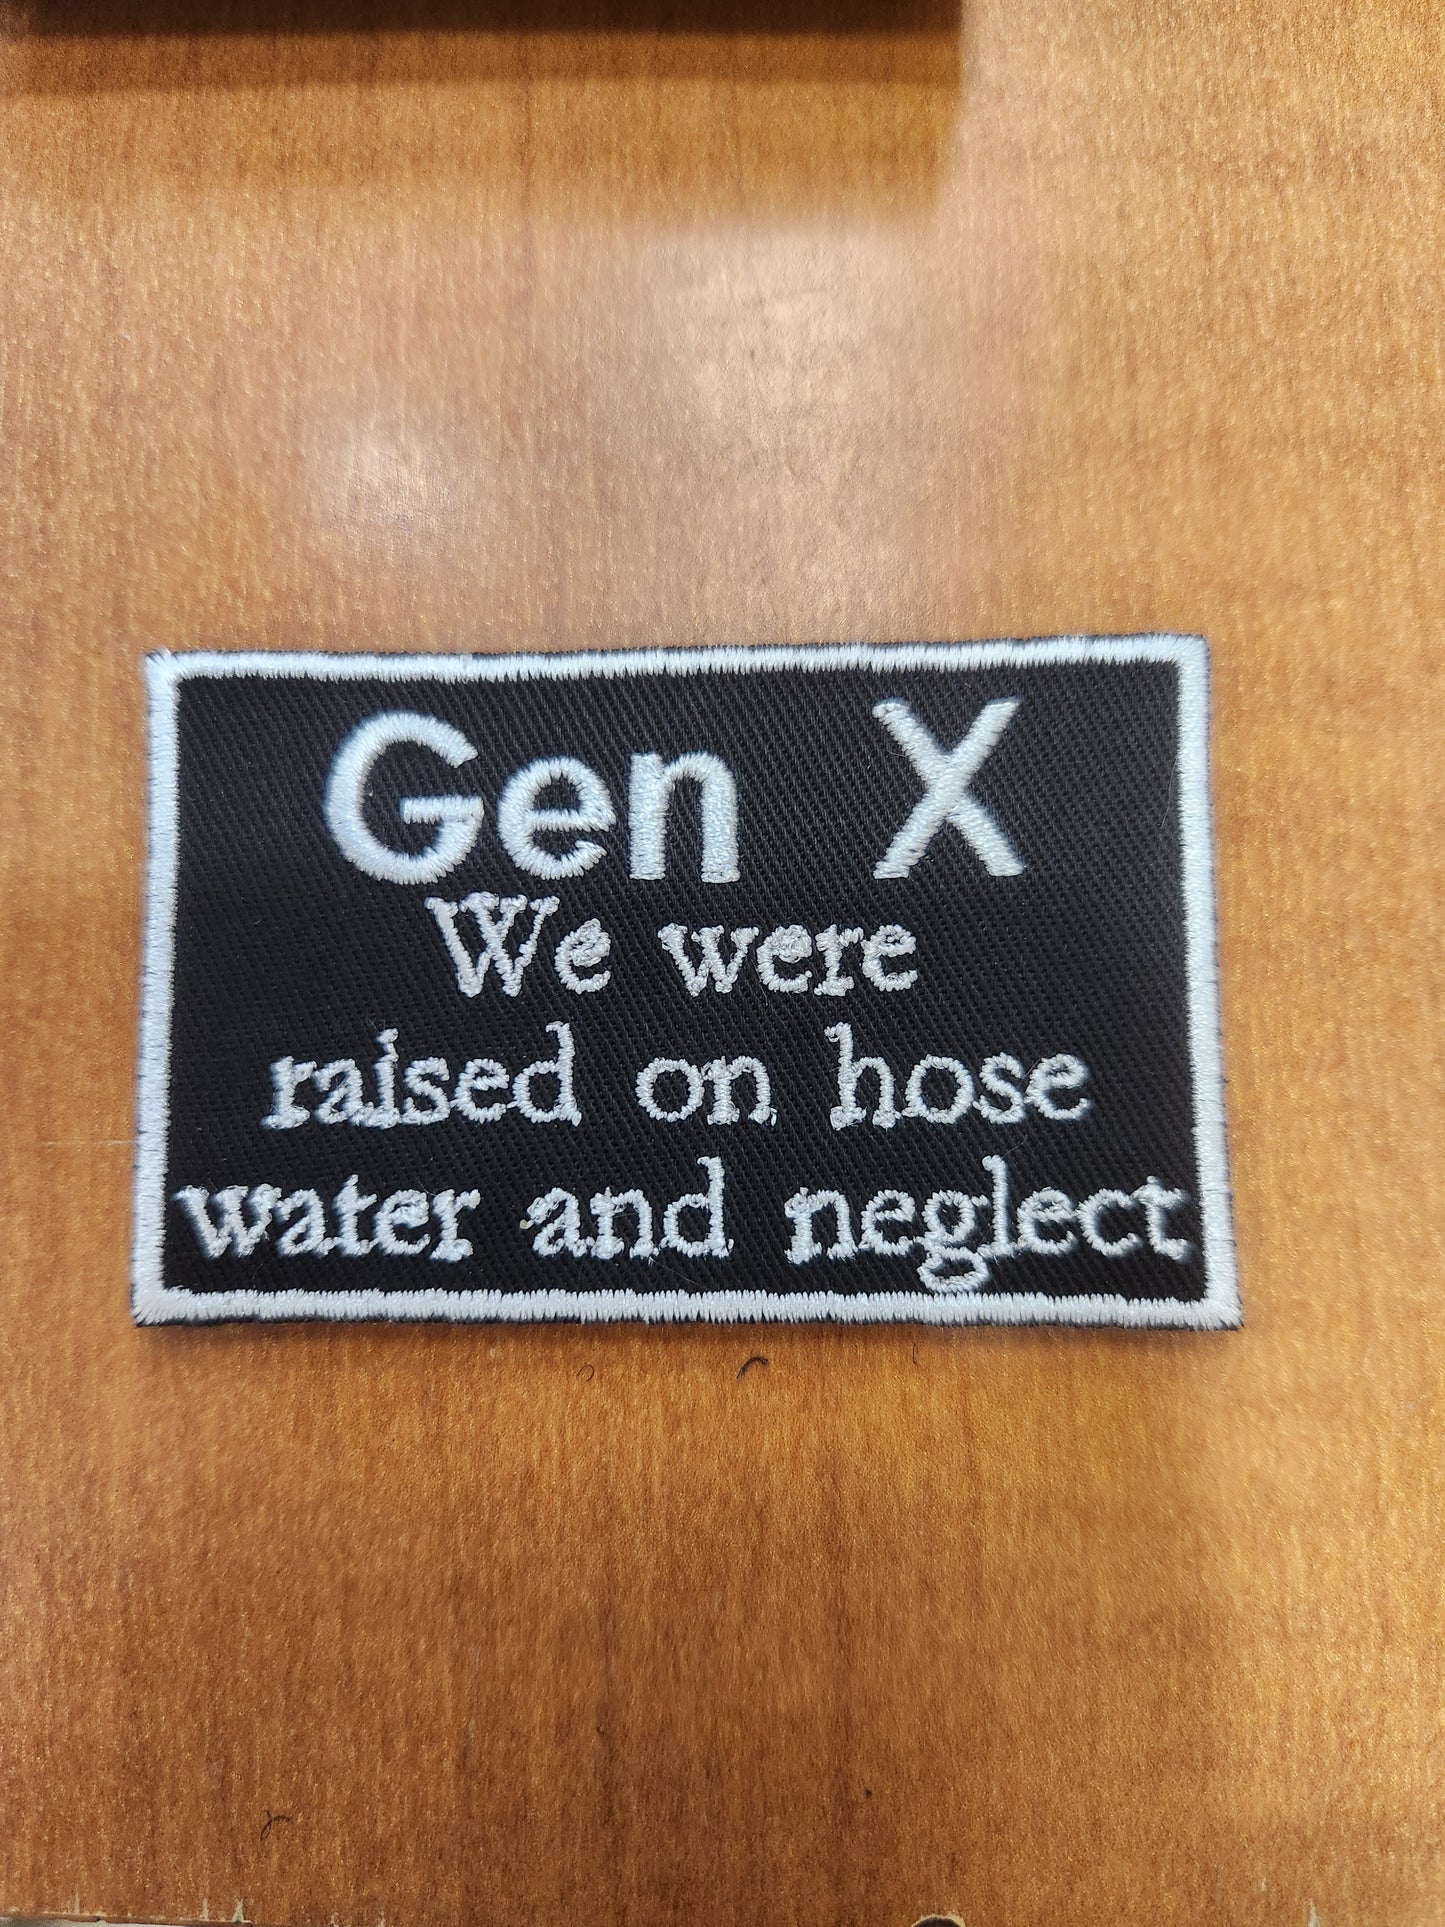 Gen X
We were
raised on hose
water and neglect